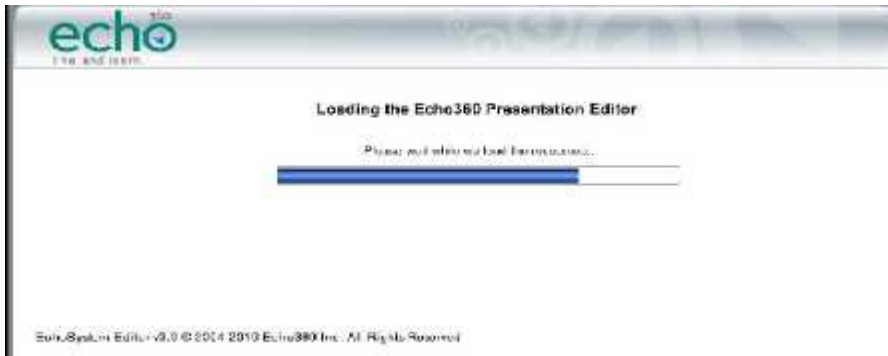 echo
360
Loading the Echo360 Presentation Editor
Please wait while we load the resources...
EchoSystem Editor v3.0 © 2004-2010 Echo360 Inc. All Rights Reserved